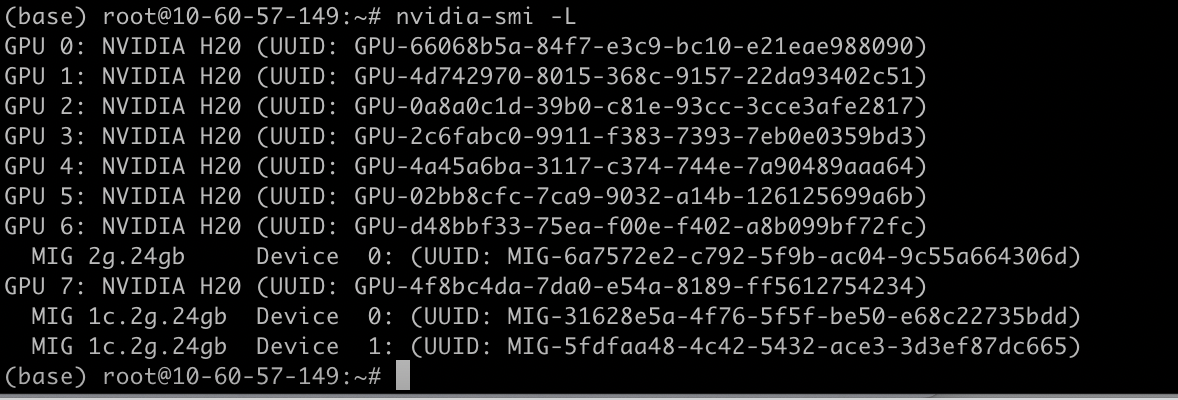 (base) root@10-60-57-149:~# nvidia-smi -L
GPU 0: NVIDIA H20 (UUID: GPU-66068b5a-84f7-e3c9-bc10-e21eae988090)
GPU 1: NVIDIA H20 (UUID: GPU-4d742970-8015-368c-9157-22da93402c51)
GPU 2: NVIDIA H20 (UUID: GPU-0a8a0c1d-39b0-c81e-93cc-3cce3afe2817)
GPU 3: NVIDIA H20 (UUID: GPU-2c6fabc0-9911-f383-7393-7eb0e0359bd3)
GPU 4: NVIDIA H20 (UUID: GPU-4a45a6ba-3117-c374-744e-7a90489aaa64)
GPU 5: NVIDIA H20 (UUID: GPU-02bb8cfc-7ca9-9032-a14b-126125699a6b)
GPU 6: NVIDIA H20 (UUID: GPU-d48bbf33-75ea-f00e-f402-a8b099bf72fc)
  MIG 2g.24gb     Device  0: (UUID: MIG-6a7572e2-c792-5f9b-ac04-9c55a664306d)
GPU 7: NVIDIA H20 (UUID: GPU-4f8bc4da-7da0-e54a-8189-ff5612754234)
  MIG 1c.2g.24gb  Device  0: (UUID: MIG-31628e5a-4f76-5f5f-be50-e68c22735bdd)
  MIG 1c.2g.24gb  Device  1: (UUID: MIG-5fdfaa48-4c42-5432-ace3-3d3ef87dc665)
(base) root@10-60-57-149:~#